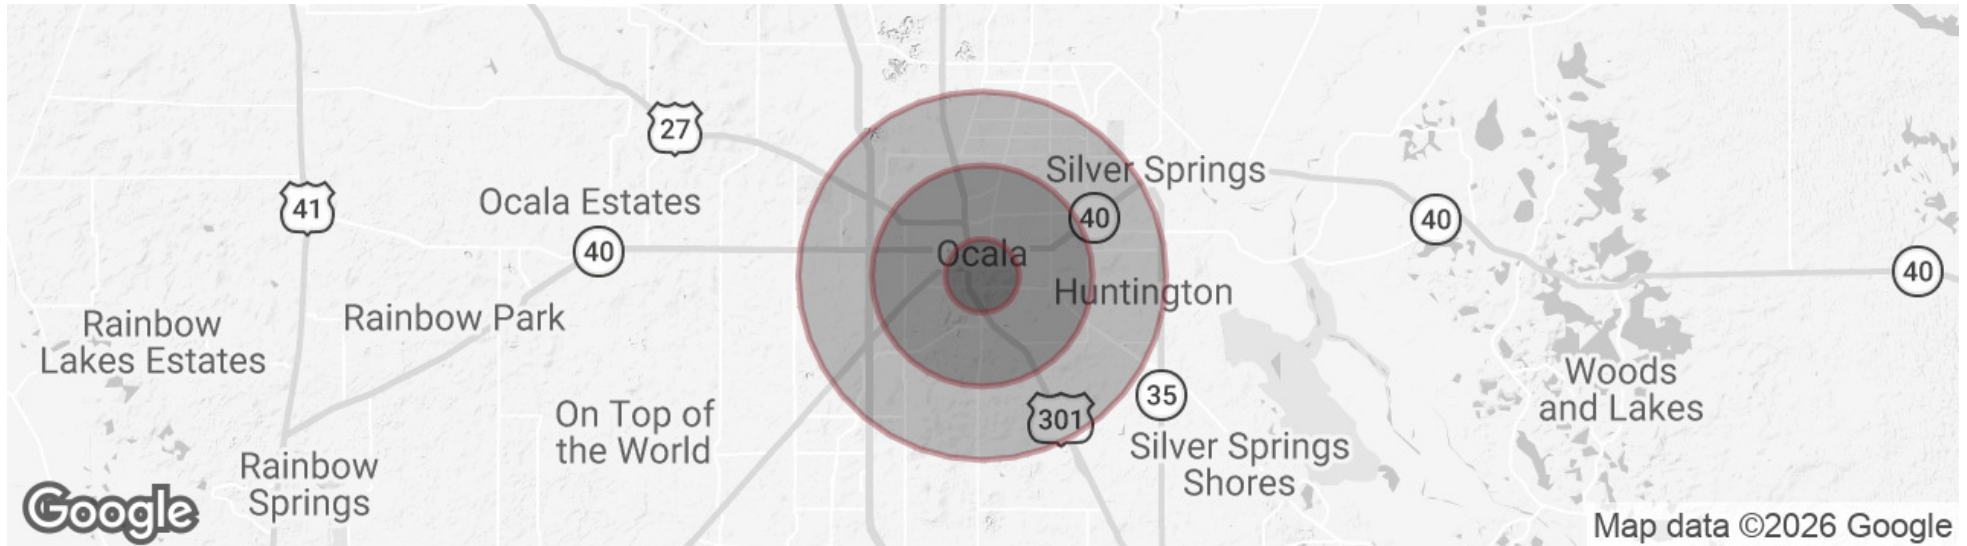 27
Silver Springs
41
Ocala Estates
40
40
40
Ocala
40
Huntington
Rainbow
Lakes Estates
Rainbow Park
Woods
and Lakes
35
301
On Top of
the World
Silver Springs
Shores
Rainbow
Springs
Google
Map data ©2026 Google